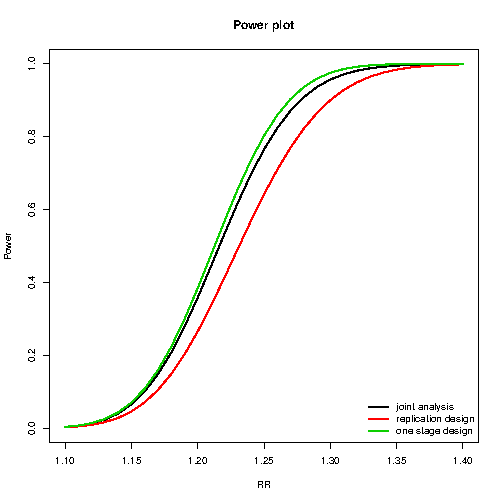 Power plot
1.0
0.8
0.6
0.4
0.2
0.0
Power
joint analysis
replication design
one stage design
1.10 1.15 1.20 1.25 1.30 1.35 1.40
RR